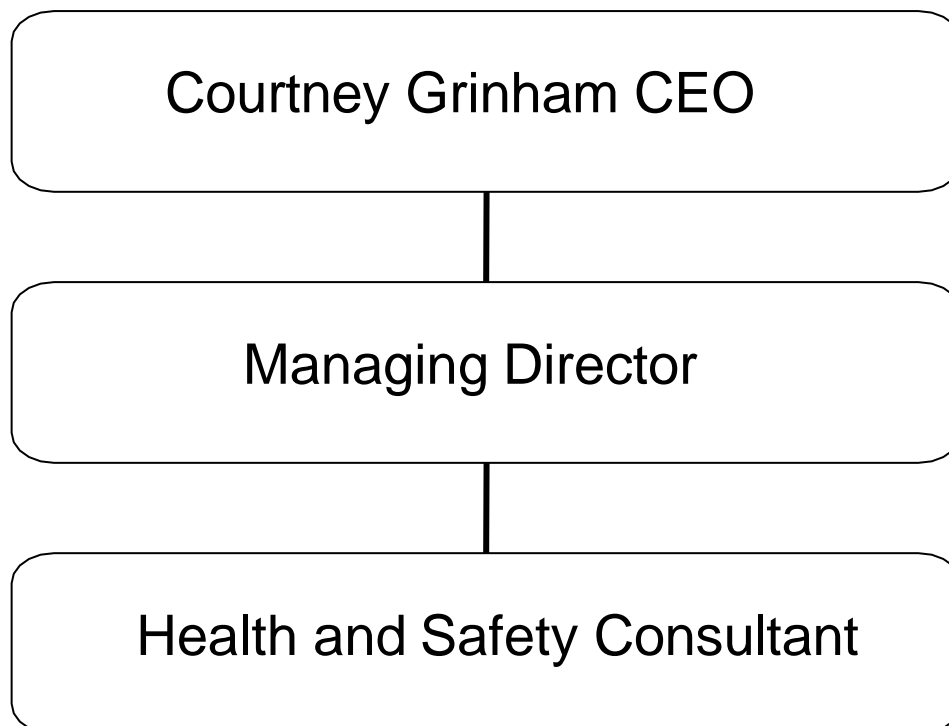 Courtney Grinham CEO
Managing Director
Health and Safety Consultant